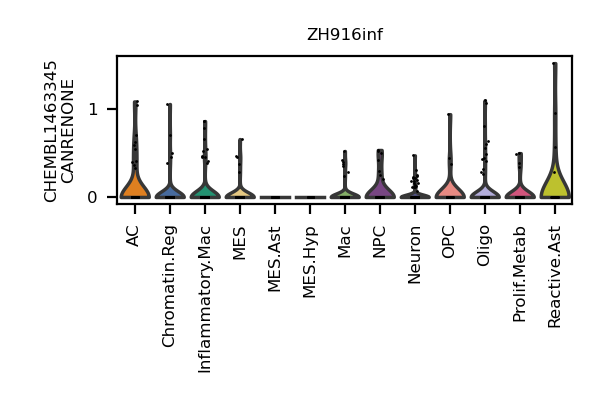 ZH916inf
CHEMBL1463345
CANRENONE
1
0
AC
Chromatin.Reg
Inflammatory.Mac
MES
MES.Ast
MES.Hyp
Mac
NPC
Neuron
OPC
Oligo
Prolif.Metab
Reactive.Ast